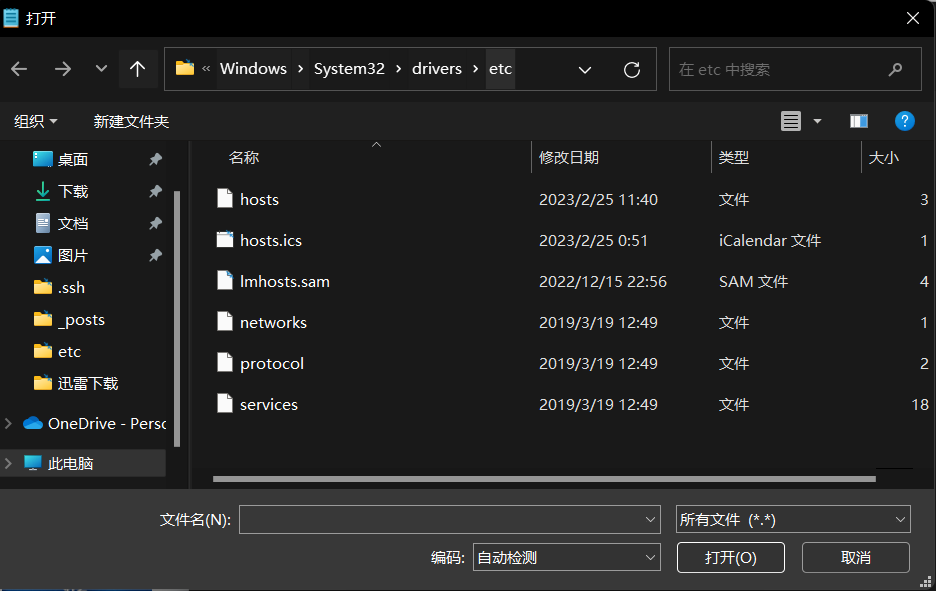 打开
« Windows › System32 › drivers › etc
在 etc 中搜索
组织 新建文件夹
?
名称 修改日期 类型 大小
桌面
下载
文档
图片
.ssh
_posts
etc
迅雷下载
OneDrive - Perso
此电脑
hosts 2023/2/25 11:40 文件 3
hosts.ics 2023/2/25 0:51 iCalendar 文件 1
lmhosts.sam 2022/12/15 22:56 SAM 文件 4
networks 2019/3/19 12:49 文件 1
protocol 2019/3/19 12:49 文件 2
services 2019/3/19 12:49 文件 18
文件名(N): 所有文件 (*.*)
编码: 自动检测 打开(O) 取消